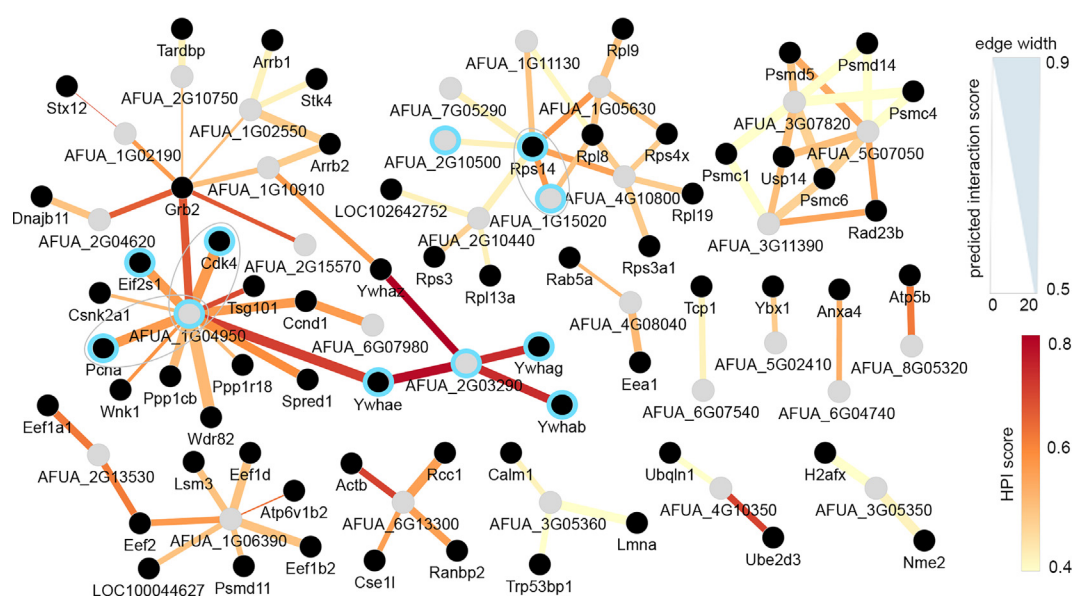 edge width
0.9
predicted interaction score
0.5
0 20
Tardbp
Arrb1
Rpl9
Psmd14
Psmd5
AFUA_1G11130
Stk4
Stx12
AFUA_2G10750
AFUA_7G05290
AFUA_1G05630
AFUA_3G07820
Psmc4
AFUA_1G02550
AFUA_1G02190
Arrb2
AFUA_2G10500
Rpl8
Rps4x
AFUA_5G07050
Rps14
Psmc1
Usp14
AFUA_1G10910
Grb2
LOC102642752
AFUA_4G10800
Psmc6
Dnajb11
AFUA_1G15020
Rpl19
AFUA_3G11390
Rad23b
AFUA_2G04620
AFUA_2G10440
Cdk4
AFUA_2G15570
Rps3
Rps3a1
Eif2s1
Ywhaz
Rab5a
Rpl13a
Tsg101
Csnk2a1
Ccnd1
Tcp1
Ybx1
Anxa4
Atp5b
AFUA_1G04950
AFUA_6G07980
AFUA_4G08040
AFUA_5G02410
AFUA_8G05320
Pcna
Ppp1r18
AFUA_2G03290
Ywhag
Eea1
Wnk1
Ppp1cb
Spred1
Ywhae
AFUA_6G07540
AFUA_6G04740
Ywhab
Eef1a1
Wdr82
AFUA_2G13530
Lsm3
Eef1d
Actb
Rcc1
Calm1
Ubqln1
H2afx
Atp6v1b2
AFUA_6G13300
AFUA_3G05360
AFUA_4G10350
AFUA_3G05350
Eef2
AFUA_1G06390
Lmna
Eef1b2
Ube2d3
Nme2
LOC100044627
Psmd11
Cse1l
Ranbp2
Trp53bp1
0.8
HPI score
0.6
0.4